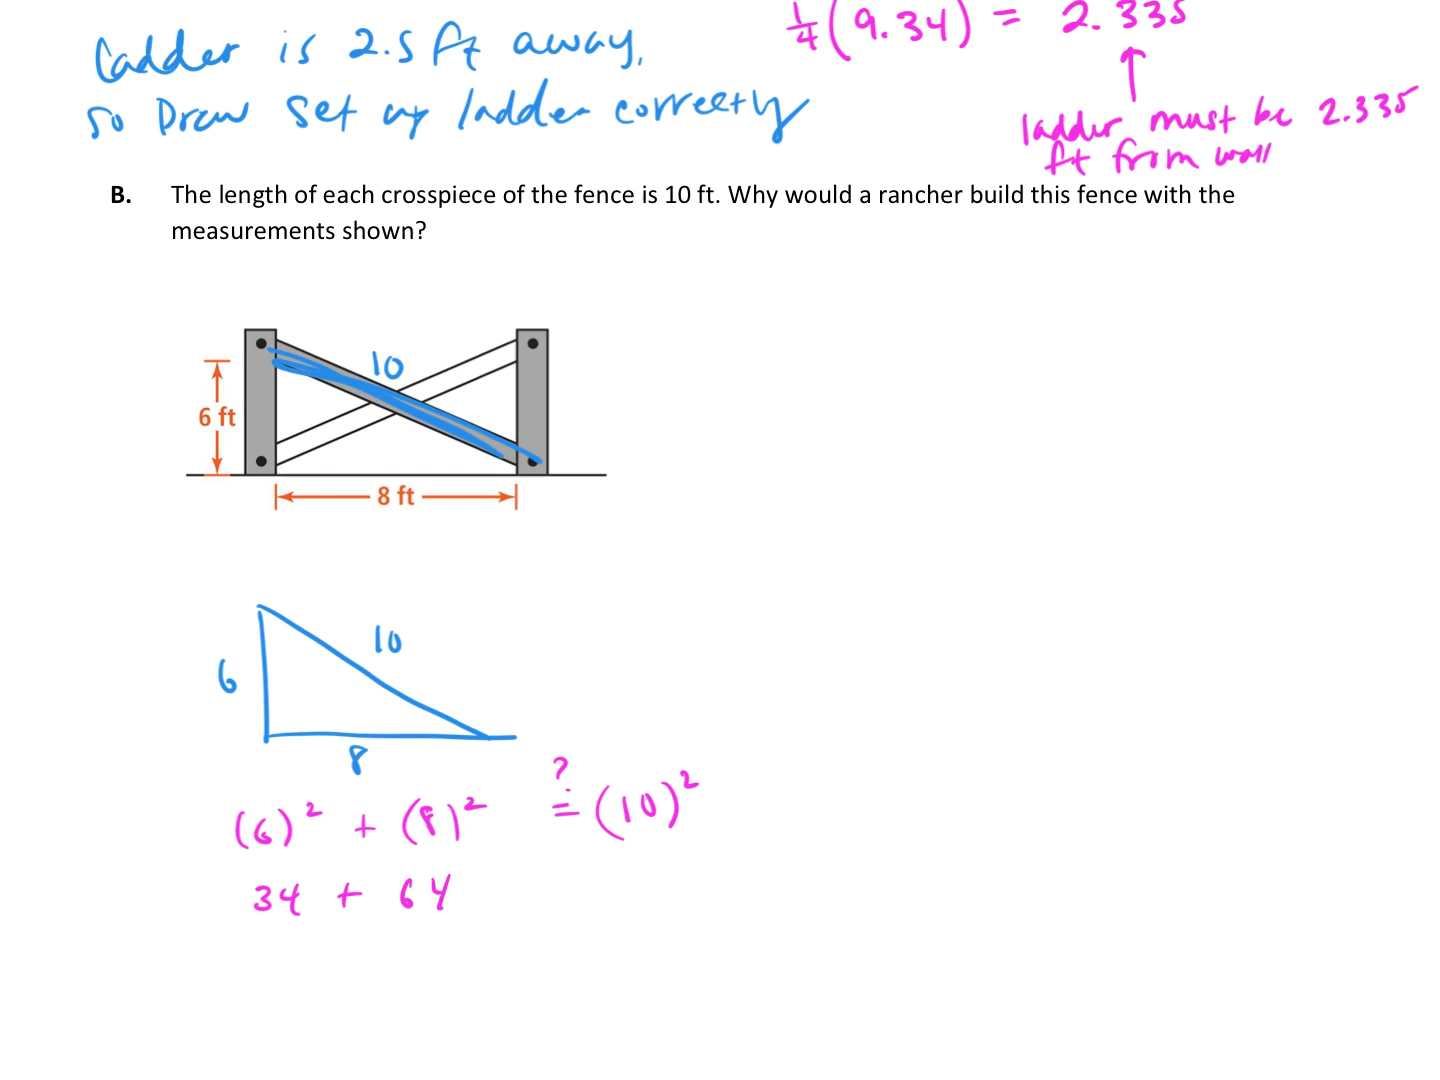 Ladder is 2.5 ft away,
so Drew set up ladder correctly
1/4 (9.34) = 2.335
↑
ladder must be 2.335
ft from wall
B. The length of each crosspiece of the fence is 10 ft. Why would a rancher build this fence with the
measurements shown?
10
6 ft
8 ft
10
6
8
?
(6)² + (8)² = (10)²
34 + 64